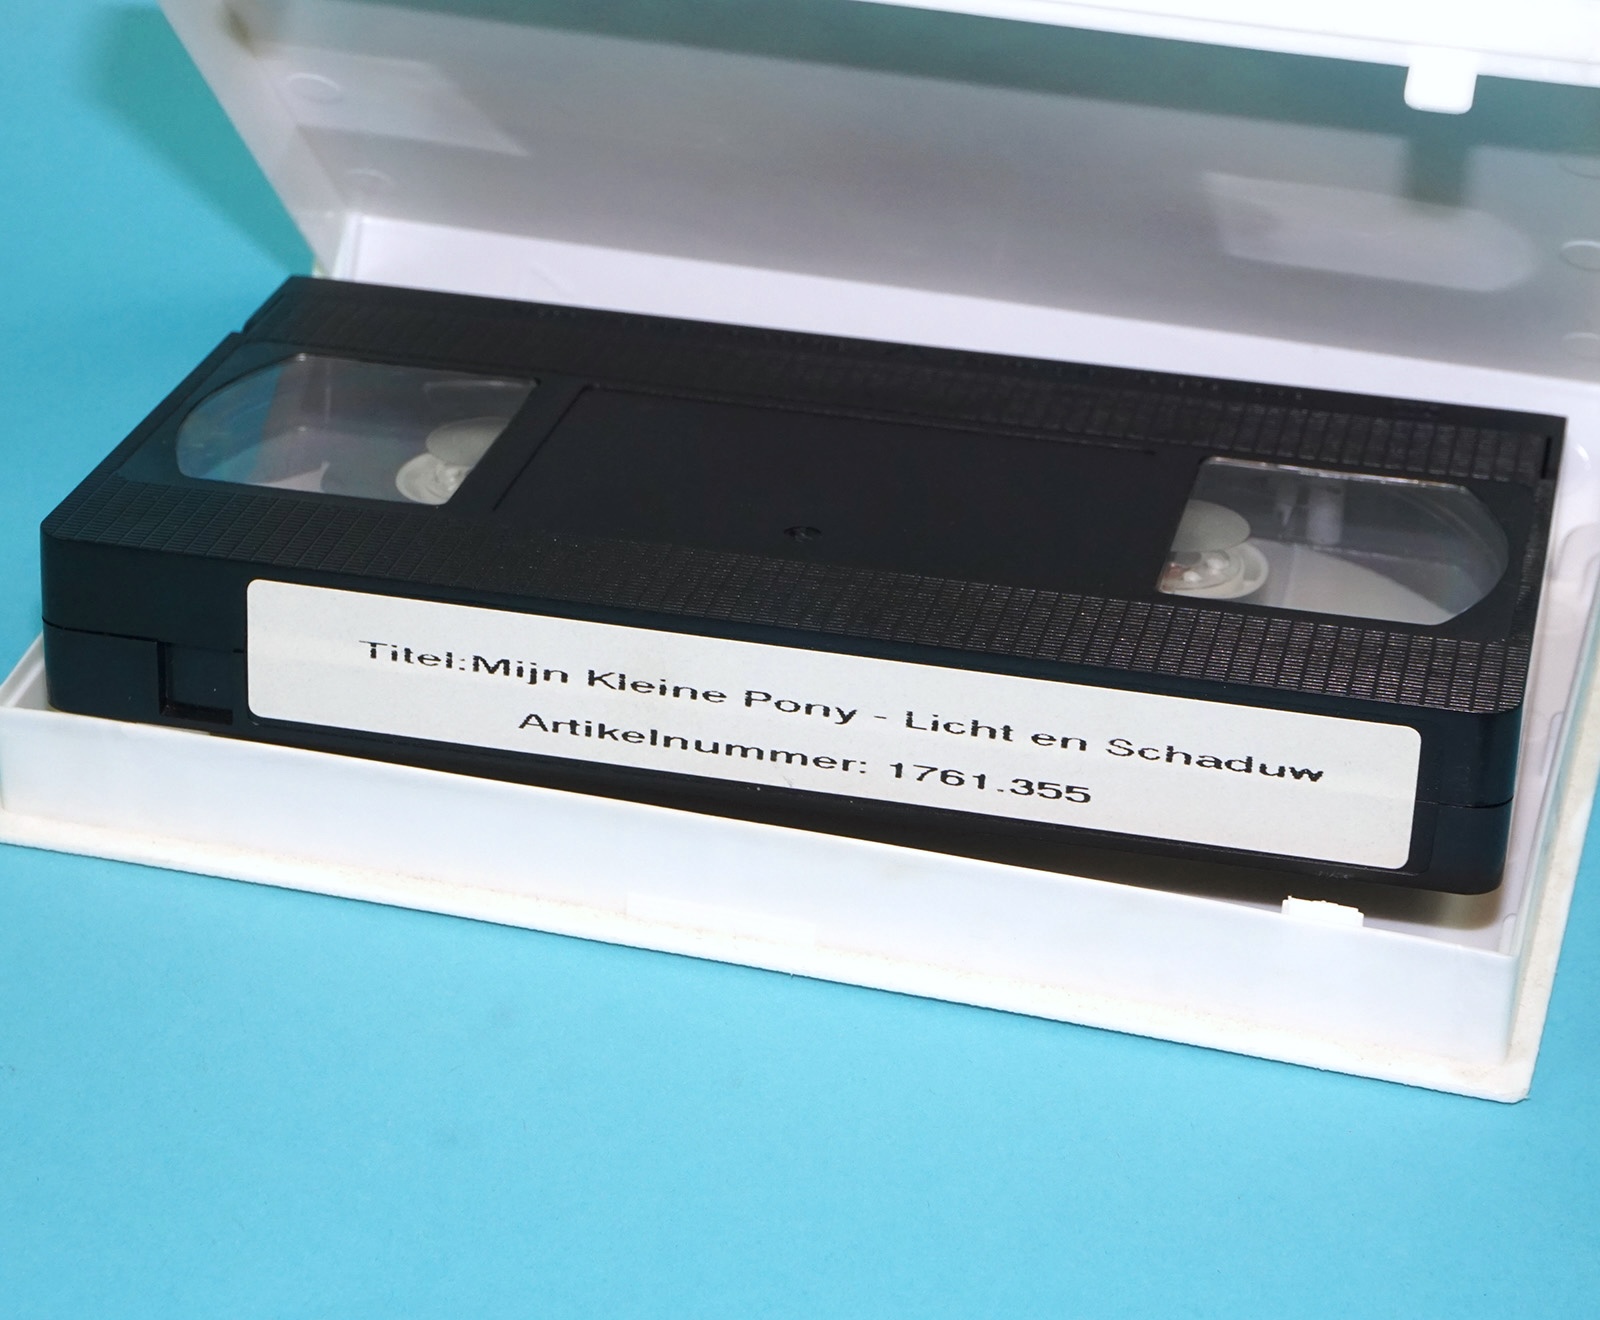 Titel:Mijn Kleine Pony - Licht en Schaduw
Artikelnummer: 1761.355